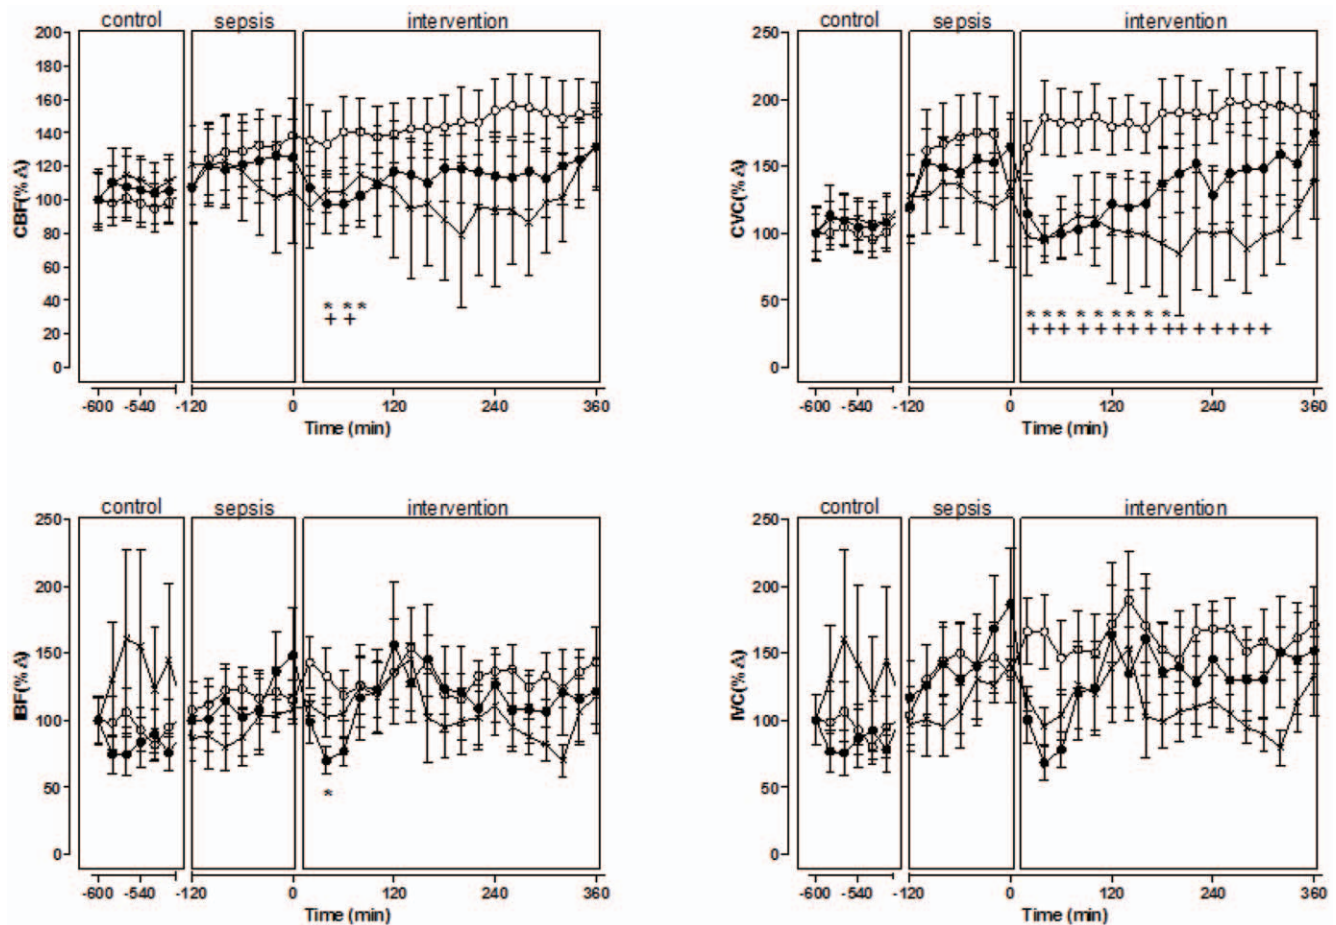 control sepsis intervention
200
180
160
140
120
100
80
60
40
20
0
CBF(% Δ)
* * *
+ +
-600 -540 -120 0 120 240 360
Time (min)
control sepsis intervention
250
200
150
100
50
0
CVC(% Δ)
* * * * * * * * *
+ + + + + + + + + + + + + + +
-600 -540 -120 0 120 240 360
Time (min)
control sepsis intervention
250
200
150
100
50
0
IBF(% Δ)
*
-600 -540 -120 0 120 240 360
Time (min)
control sepsis intervention
250
200
150
100
50
0
IVC(% Δ)
-600 -540 -120 0 120 240 360
Time (min)